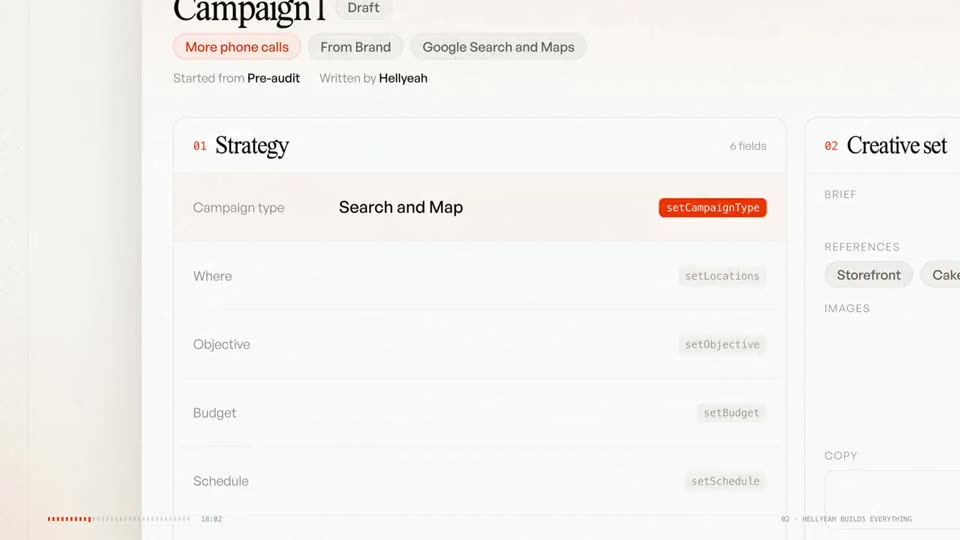 Campaign 1 Draft
More phone calls From Brand Google Search and Maps
Started from Pre-audit Written by Hellyeah
01 Strategy 6 fields
Campaign type Search and Map setCampaignType
Where setLocations
Objective setObjective
Budget setBudget
Schedule setSchedule
02 Creative set
BRIEF
REFERENCES
Storefront Cake
IMAGES
COPY
18:02
02 · HELLYEAH BUILDS EVERYTHING